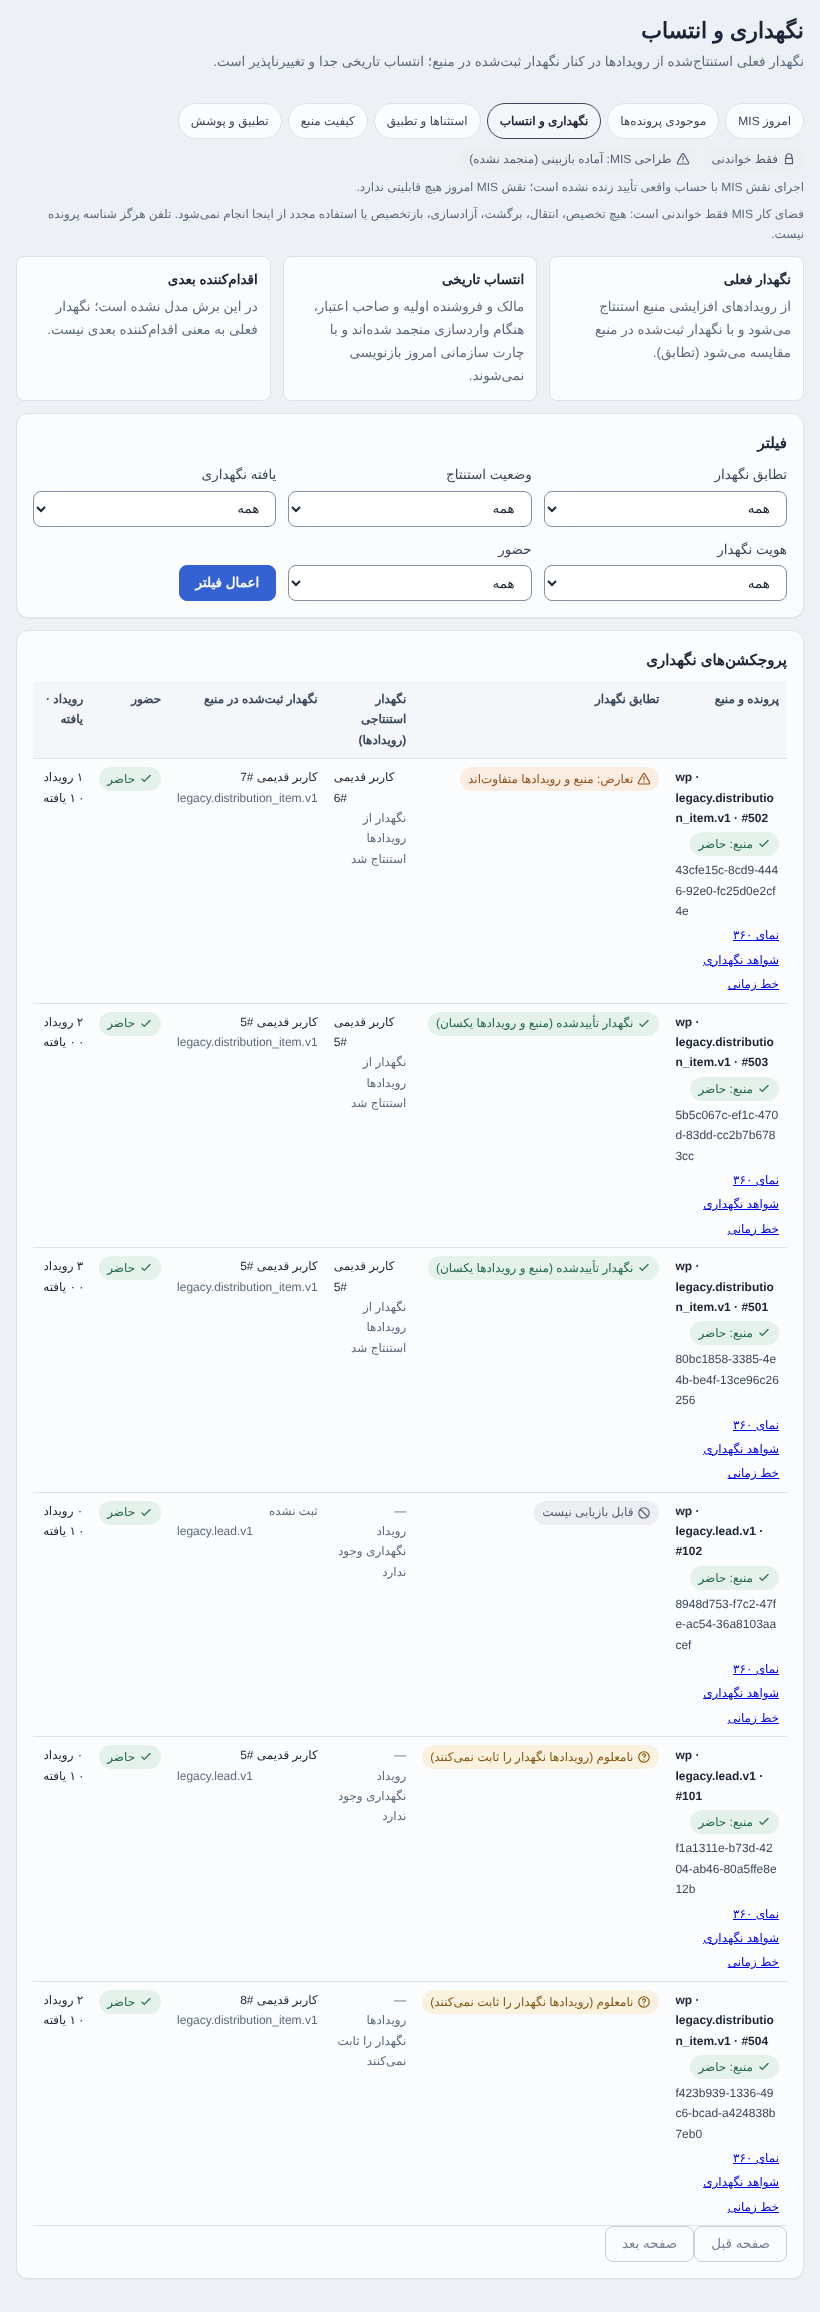 نگهداری و انتساب
نگهدار فعلی استنتاج‌شده از رویدادها در کنار نگهدار ثبت‌شده در منبع؛ انتساب تاریخی جدا و تغییرناپذیر است.
امروز MIS
موجودی پرونده‌ها
نگهداری و انتساب
استثناها و تطبیق
کیفیت منبع
تطبیق و پوشش
فقط خواندنی
طراحی MIS: آماده بازبینی (منجمد نشده)
اجرای نقش MIS با حساب واقعی تأیید زنده نشده است؛ نقش MIS امروز هیچ قابلیتی ندارد.
فضای کار MIS فقط خواندنی است: هیچ تخصیص، انتقال، برگشت، آزادسازی، بازتخصیص یا استفاده مجدد از اینجا انجام نمی‌شود. تلفن هرگز شناسه پرونده
نیست.
نگهدار فعلی
از رویدادهای افزایشی منبع استنتاج
می‌شود و با نگهدار ثبت‌شده در منبع
مقایسه می‌شود (تطابق).
انتساب تاریخی
مالک و فروشنده اولیه و صاحب اعتبار،
هنگام واردسازی منجمد شده‌اند و با
چارت سازمانی امروز بازنویسی
نمی‌شوند.
اقدام‌کننده بعدی
در این برش مدل نشده است؛ نگهدار
فعلی به معنی اقدام‌کننده بعدی نیست.
فیلتر
تطابق نگهدار
همه
وضعیت استنتاج
همه
یافته نگهداری
همه
هویت نگهدار
همه
حضور
همه
اعمال فیلتر
پروجکشن‌های نگهداری
پرونده و منبع
تطابق نگهدار
نگهدار
استنتاجی
(رویدادها)
نگهدار ثبت‌شده در منبع
حضور
رویداد ·
یافته
wp ·
legacy.distributio
n_item.v1 · #502
منبع: حاضر
43cfe15c-8cd9-444
6-92e0-fc25d0e2cf
4e
نمای ۳۶۰
شواهد نگهداری
خط زمانی
تعارض: منبع و رویدادها متفاوت‌اند
کاربر قدیمی
6#
نگهدار از
رویدادها
استنتاج شد
کاربر قدیمی #7
legacy.distribution_item.v1
حاضر
۱ رویداد
· ۱ یافته
wp ·
legacy.distributio
n_item.v1 · #503
منبع: حاضر
5b5c067c-ef1c-470
d-83dd-cc2b7b678
3cc
نمای ۳۶۰
شواهد نگهداری
خط زمانی
نگهدار تأییدشده (منبع و رویدادها یکسان)
کاربر قدیمی
5#
نگهدار از
رویدادها
استنتاج شد
کاربر قدیمی #5
legacy.distribution_item.v1
حاضر
۲ رویداد
· ۰ یافته
wp ·
legacy.distributio
n_item.v1 · #501
منبع: حاضر
80bc1858-3385-4e
4b-be4f-13ce96c26
256
نمای ۳۶۰
شواهد نگهداری
خط زمانی
نگهدار تأییدشده (منبع و رویدادها یکسان)
کاربر قدیمی
5#
نگهدار از
رویدادها
استنتاج شد
کاربر قدیمی #5
legacy.distribution_item.v1
حاضر
۳ رویداد
· ۰ یافته
wp ·
legacy.lead.v1 ·
#102
منبع: حاضر
8948d753-f7c2-47f
e-ac54-36a8103aa
cef
نمای ۳۶۰
شواهد نگهداری
خط زمانی
قابل بازیابی نیست
—
رویداد
نگهداری وجود
ندارد
ثبت نشده
legacy.lead.v1
حاضر
۰ رویداد
· ۱ یافته
wp ·
legacy.lead.v1 ·
#101
منبع: حاضر
f1a1311e-b73d-42
04-ab46-80a5ffe8e
12b
نمای ۳۶۰
شواهد نگهداری
خط زمانی
نامعلوم (رویدادها نگهدار را ثابت نمی‌کنند)
—
رویداد
نگهداری وجود
ندارد
کاربر قدیمی #5
legacy.lead.v1
حاضر
۰ رویداد
· ۱ یافته
wp ·
legacy.distributio
n_item.v1 · #504
منبع: حاضر
f423b939-1336-49
c6-bcad-a424838b
7eb0
نمای ۳۶۰
شواهد نگهداری
خط زمانی
نامعلوم (رویدادها نگهدار را ثابت نمی‌کنند)
—
رویدادها
نگهدار را ثابت
نمی‌کنند
کاربر قدیمی #8
legacy.distribution_item.v1
حاضر
۲ رویداد
· ۱ یافته
صفحه قبل
صفحه بعد